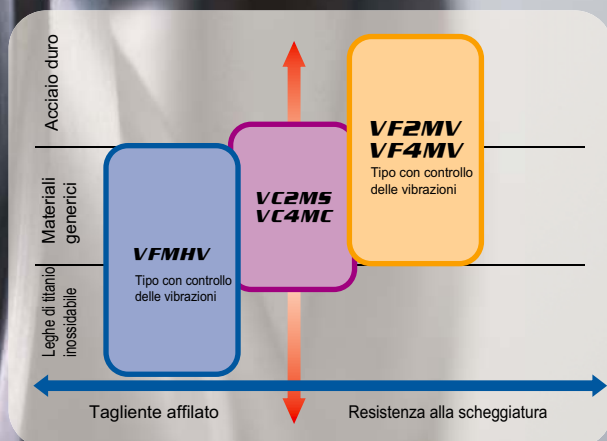 Acciaio duro
Materiali
generici
Leghe di titanio
inossidabile
VFMHV
Tipo con controllo
delle vibrazioni
VC2MS
VC4MC
VF2MV
VF4MV
Tipo con controllo
delle vibrazioni
Tagliente affilato
Resistenza alla scheggiatura